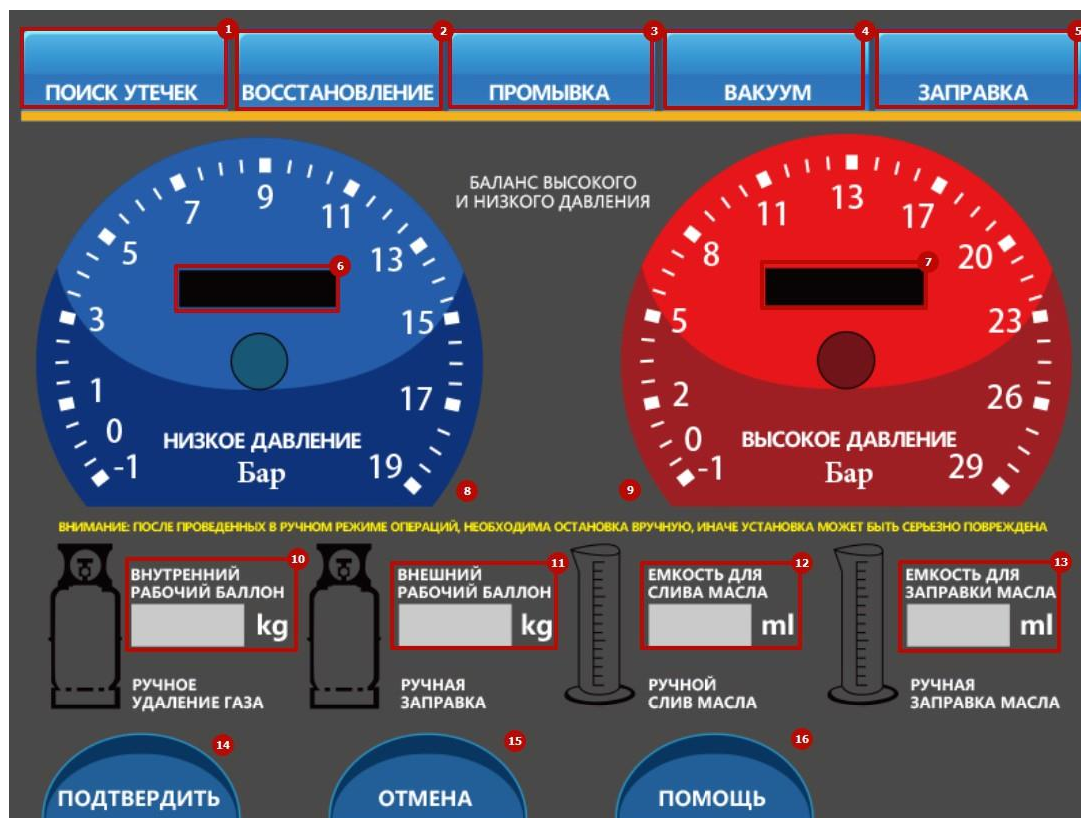 1 2 3 4 5
ПОИСК УТЕЧЕК ВОССТАНОВЛЕНИЕ ПРОМЫВКА ВАКУУМ ЗАПРАВКА
БАЛАНС ВЫСОКОГО
И НИЗКОГО ДАВЛЕНИЯ
-1 0 1 3 5 7 9 11 13 15 17 19
6
НИЗКОЕ ДАВЛЕНИЕ
Бар
8
-1 0 2 5 8 11 13 17 20 23 26 29
7
ВЫСОКОЕ ДАВЛЕНИЕ
Бар
9
ВНИМАНИЕ: ПОСЛЕ ПРОВЕДЕННЫХ В РУЧНОМ РЕЖИМЕ ОПЕРАЦИЙ, НЕОБХОДИМА ОСТАНОВКА ВРУЧНУЮ, ИНАЧЕ УСТАНОВКА МОЖЕТ БЫТЬ СЕРЬЕЗНО ПОВРЕЖДЕНА
10
ВНУТРЕННИЙ
РАБОЧИЙ БАЛЛОН
kg
РУЧНОЕ
УДАЛЕНИЕ ГАЗА
11
ВНЕШНИЙ
РАБОЧИЙ БАЛЛОН
kg
РУЧНАЯ
ЗАПРАВКА
12
ЕМКОСТЬ ДЛЯ
СЛИВА МАСЛА
ml
РУЧНОЙ
СЛИВ МАСЛА
13
ЕМКОСТЬ ДЛЯ
ЗАПРАВКИ МАСЛА
ml
РУЧНАЯ
ЗАПРАВКА МАСЛА
14 15 16
ПОДТВЕРДИТЬ ОТМЕНА ПОМОЩЬ